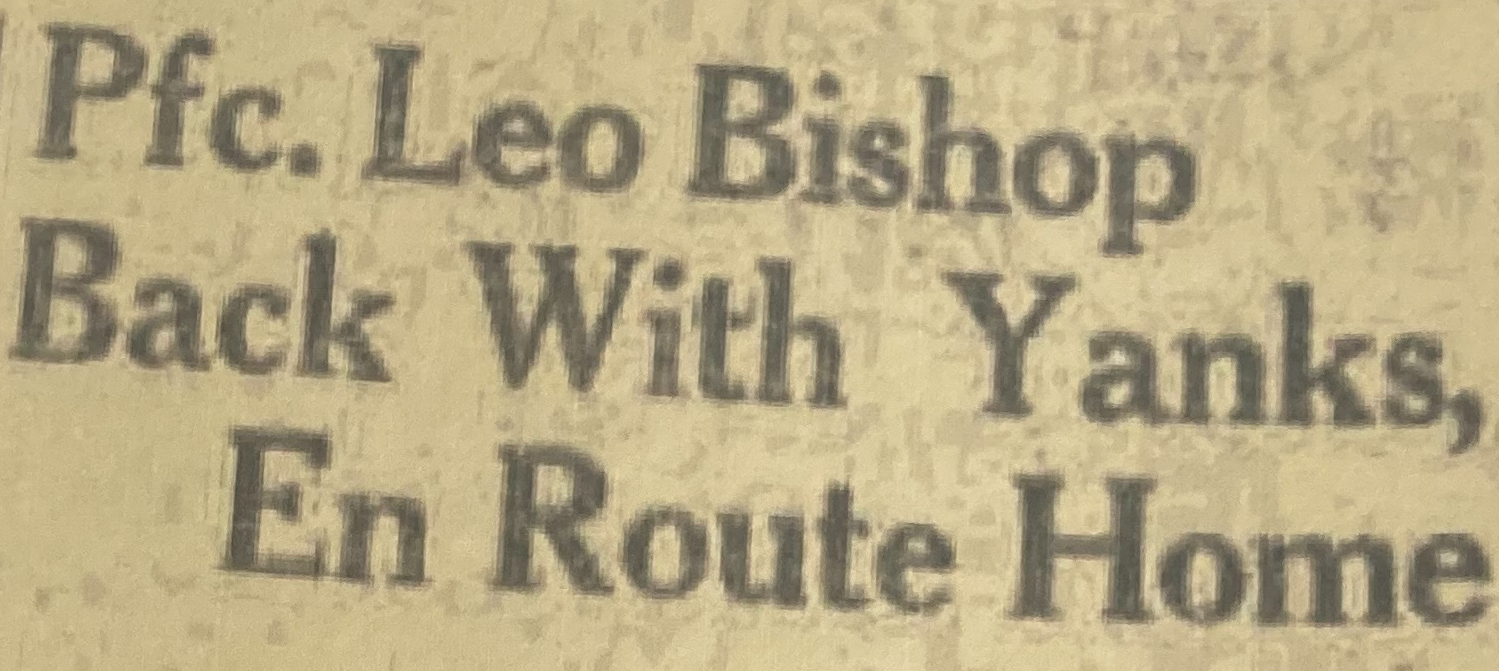 Pfc. Leo Bishop
Back With Yanks,
En Route Home